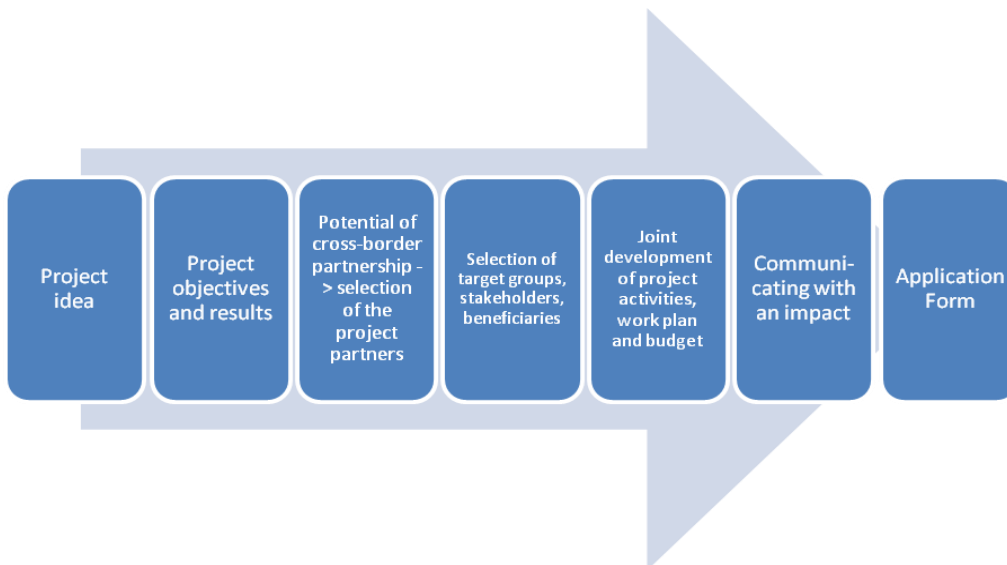 Project
idea
Project
objectives
and results
Potential of
cross-border
partnership -
> selection
of the
project
partners
Selection of
target groups,
stakeholders,
beneficiaries
Joint
development
of project
activities,
work plan
and budget
Communi-
cating with
an impact
Application
Form